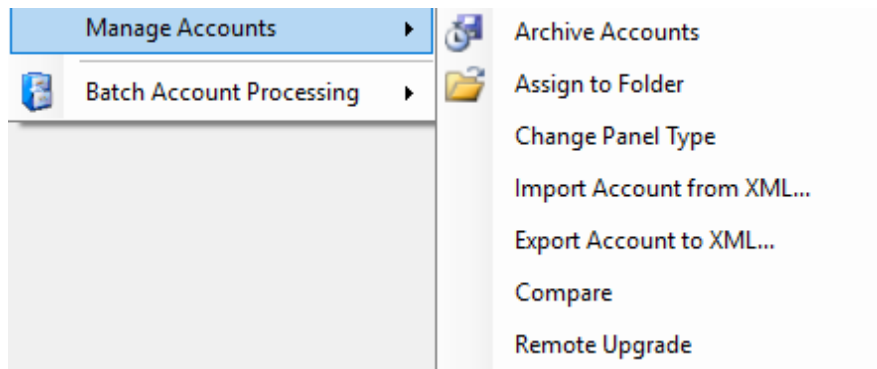 Manage Accounts
Batch Account Processing
Archive Accounts
Assign to Folder
Change Panel Type
Import Account from XML...
Export Account to XML...
Compare
Remote Upgrade